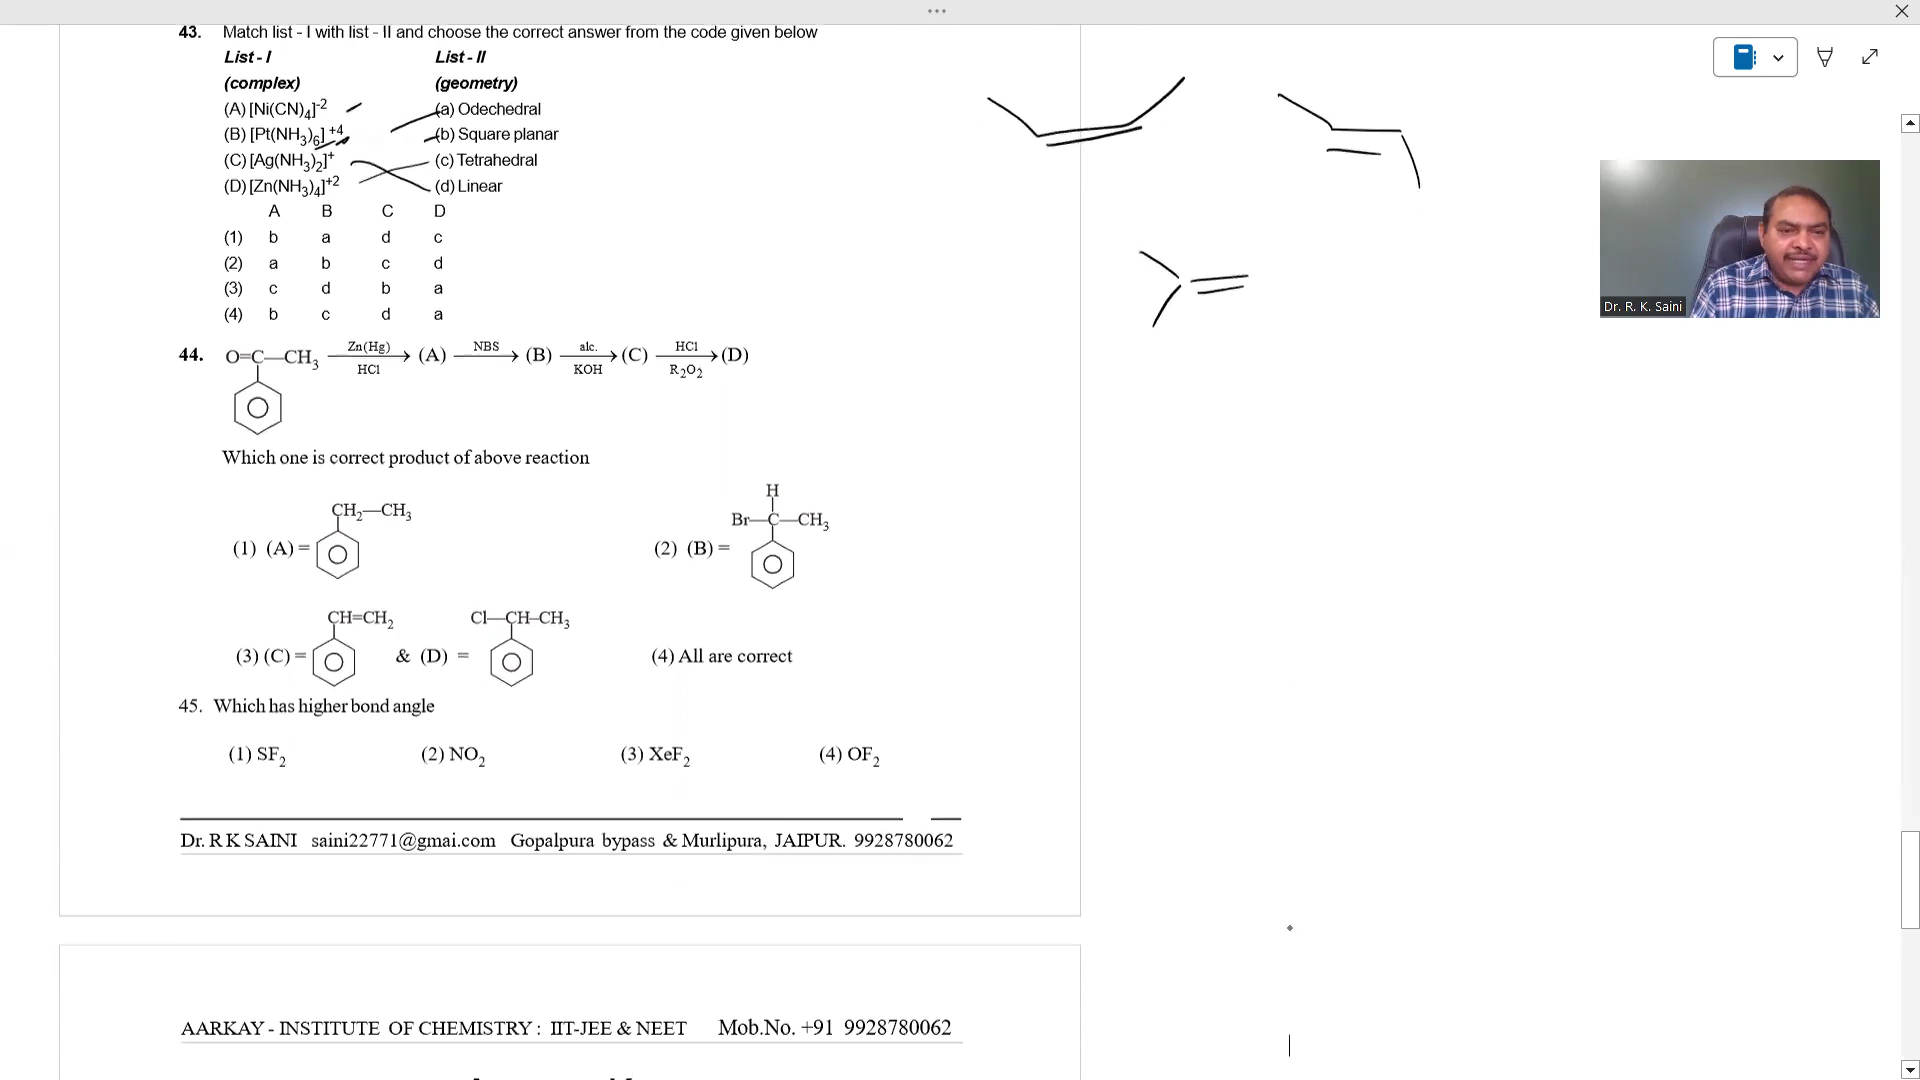 43. Match list - I with list - II and choose the correct answer from the code given below
List - I List - II
(complex) (geometry)
(A) [Ni(CN)4]-2 (a) Odechedral
(B) [Pt(NH3)6]+4 (b) Square planar
(C) [Ag(NH3)2]+ (c) Tetrahedral
(D) [Zn(NH3)4]+2 (d) Linear
A B C D
(1) b a d c
(2) a b c d
(3) c d b a
(4) b c d a
44. O=C—CH3 Zn(Hg) HCl (A) NBS (B) alc. KOH (C) HCl R2O2 (D)
Which one is correct product of above reaction
(1) (A) = CH2—CH3
(2) (B) = H Br—C—CH3
(3) (C) = CH=CH2 & (D) = Cl—CH–CH3
(4) All are correct
45. Which has higher bond angle
(1) SF2 (2) NO2 (3) XeF2 (4) OF2
Dr. R K SAINI saini22771@gmai.com Gopalpura bypass & Murlipura, JAIPUR. 9928780062
AARKAY - INSTITUTE OF CHEMISTRY : IIT-JEE & NEET Mob.No. +91 9928780062
Dr. R. K. Saini